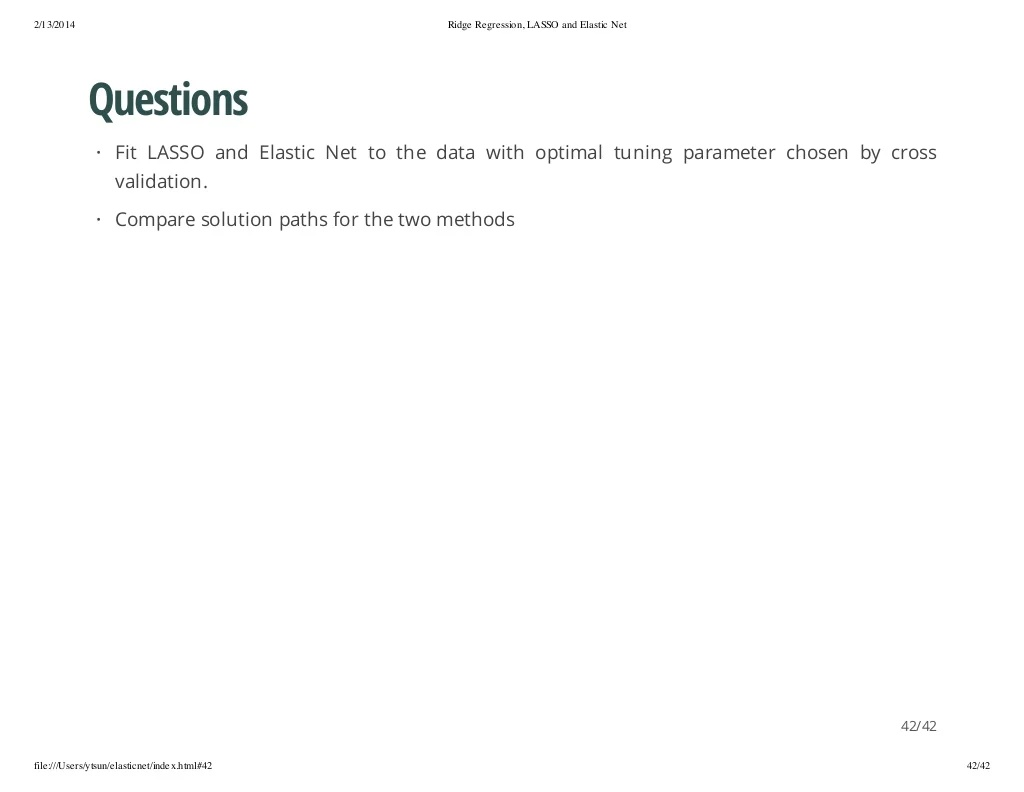 2/13/2014 Ridge Regression, LASSO and Elastic Net
Questions
· Fit LASSO and Elastic Net to the data with optimal tuning parameter chosen by cross
validation.
· Compare solution paths for the two methods
42/42
file:///Users/ytsun/elasticnet/index.html#42 42/42